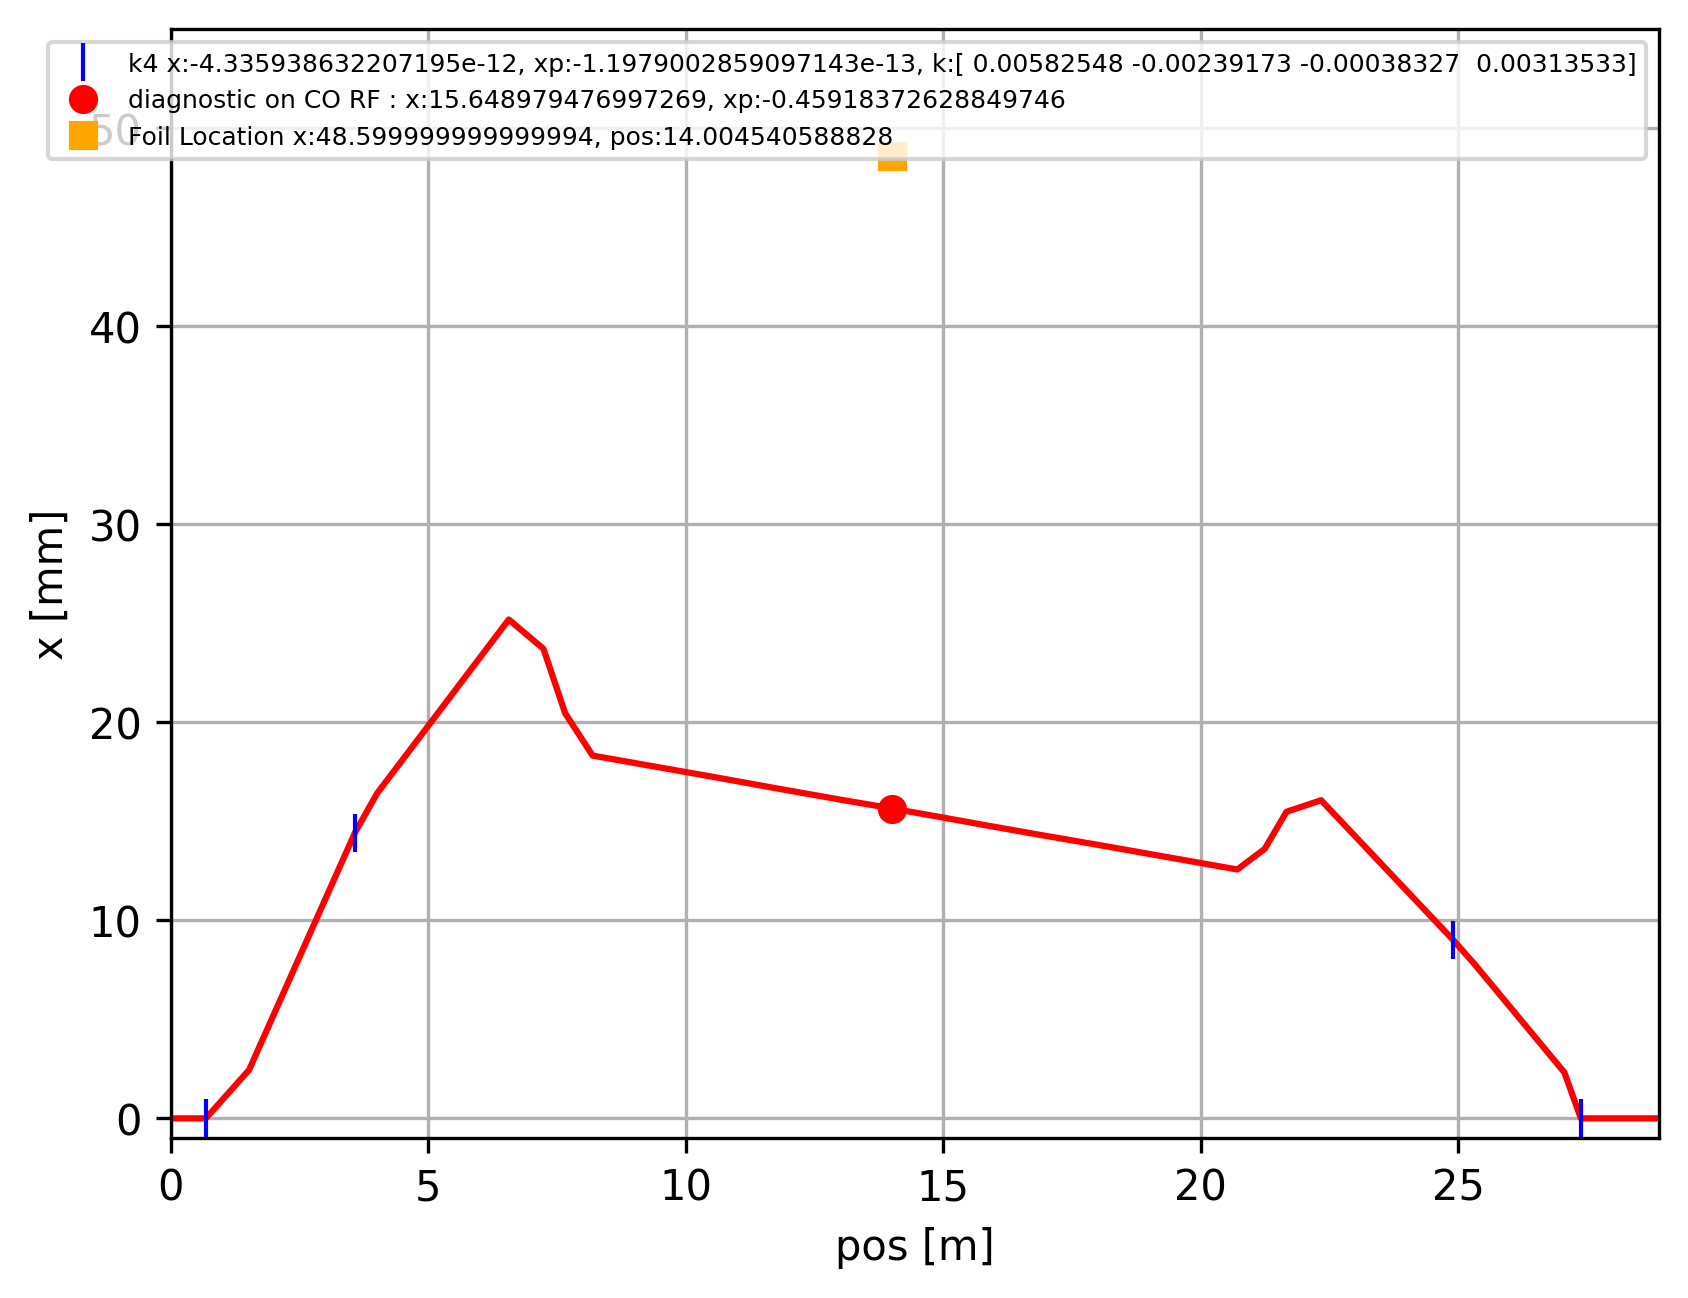 k4 x:-4.335938632207195e-12, xp:-1.1979002859097143e-13, k:[ 0.00582548 -0.00239173 -0.00038327  0.00313533]
diagnostic on CO RF : x:15.648979476997269, xp:-0.45918372628849746
Foil Location x:48.599999999999994, pos:14.004540588828
50
40
30
20
10
0
x [mm]
0 5 10 15 20 25
pos [m]